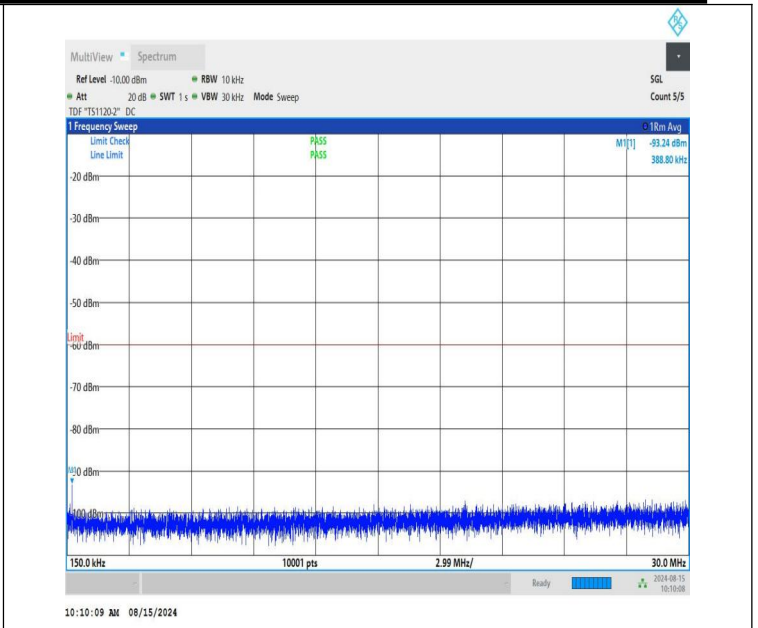 R S
MultiView Spectrum
Ref Level -10.00 dBm RBW 10 kHz SGL
Att 20 dB SWT 1 s VBW 30 kHz Mode Sweep Count 5/5
TDF "TS1120-2" DC
1 Frequency Sweep 1Rm Avg
Limit Check PASS M1[1] -93.24 dBm
Line Limit PASS 388.80 kHz
-20 dBm
-30 dBm
-40 dBm
-50 dBm
Limit
-60 dBm
-70 dBm
-80 dBm
M1
-90 dBm
-100 dBm
150.0 kHz 10001 pts 2.99 MHz/ 30.0 MHz
Ready 2024-08-15
10:10:08
10:10:09 AM 08/15/2024